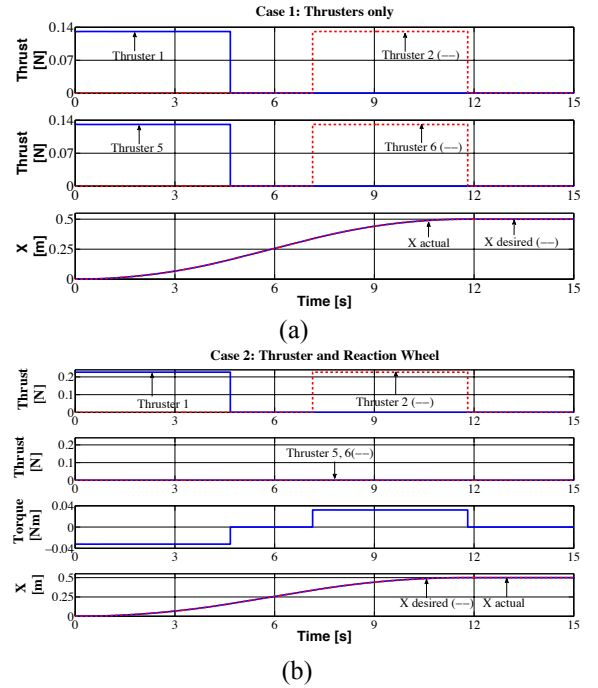 Case 1: Thrusters only
Thrust
[N]
0.14
0.07
0
Thruster 1
Thruster 2 (−−)
0 3 6 9 12 15
Thrust
[N]
0.14
0.07
0
Thruster 5
Thruster 6 (−−)
0 3 6 9 12 15
X
[m]
0.5
0.25
0
X actual
X desired (−−)
0 3 6 9 12 15
Time [s]
(a)
Case 2: Thruster and Reaction Wheel
Thrust
[N]
0.2
0.1
0
Thruster 1
Thruster 2 (−−)
0 3 6 9 12 15
Thrust
[N]
0.2
0.1
0
Thruster 5, 6(−−)
0 3 6 9 12 15
Torque
[Nm]
0.04
0
−0.04
0 3 6 9 12 15
X
[m]
0.5
0.25
0
X desired (−−)
X actual
0 3 6 9 12 15
Time [s]
(b)